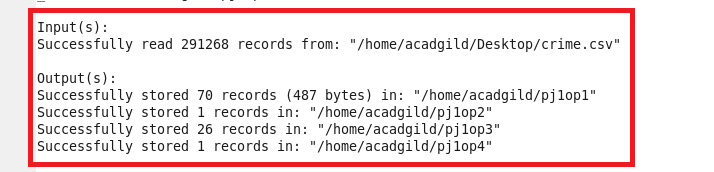 Input(s):
Successfully read 291268 records from: "/home/acadgild/Desktop/crime.csv"
Output(s):
Successfully stored 70 records (487 bytes) in: "/home/acadgild/pj1op1"
Successfully stored 1 records in: "/home/acadgild/pj1op2"
Successfully stored 26 records in: "/home/acadgild/pj1op3"
Successfully stored 1 records in: "/home/acadgild/pj1op4"